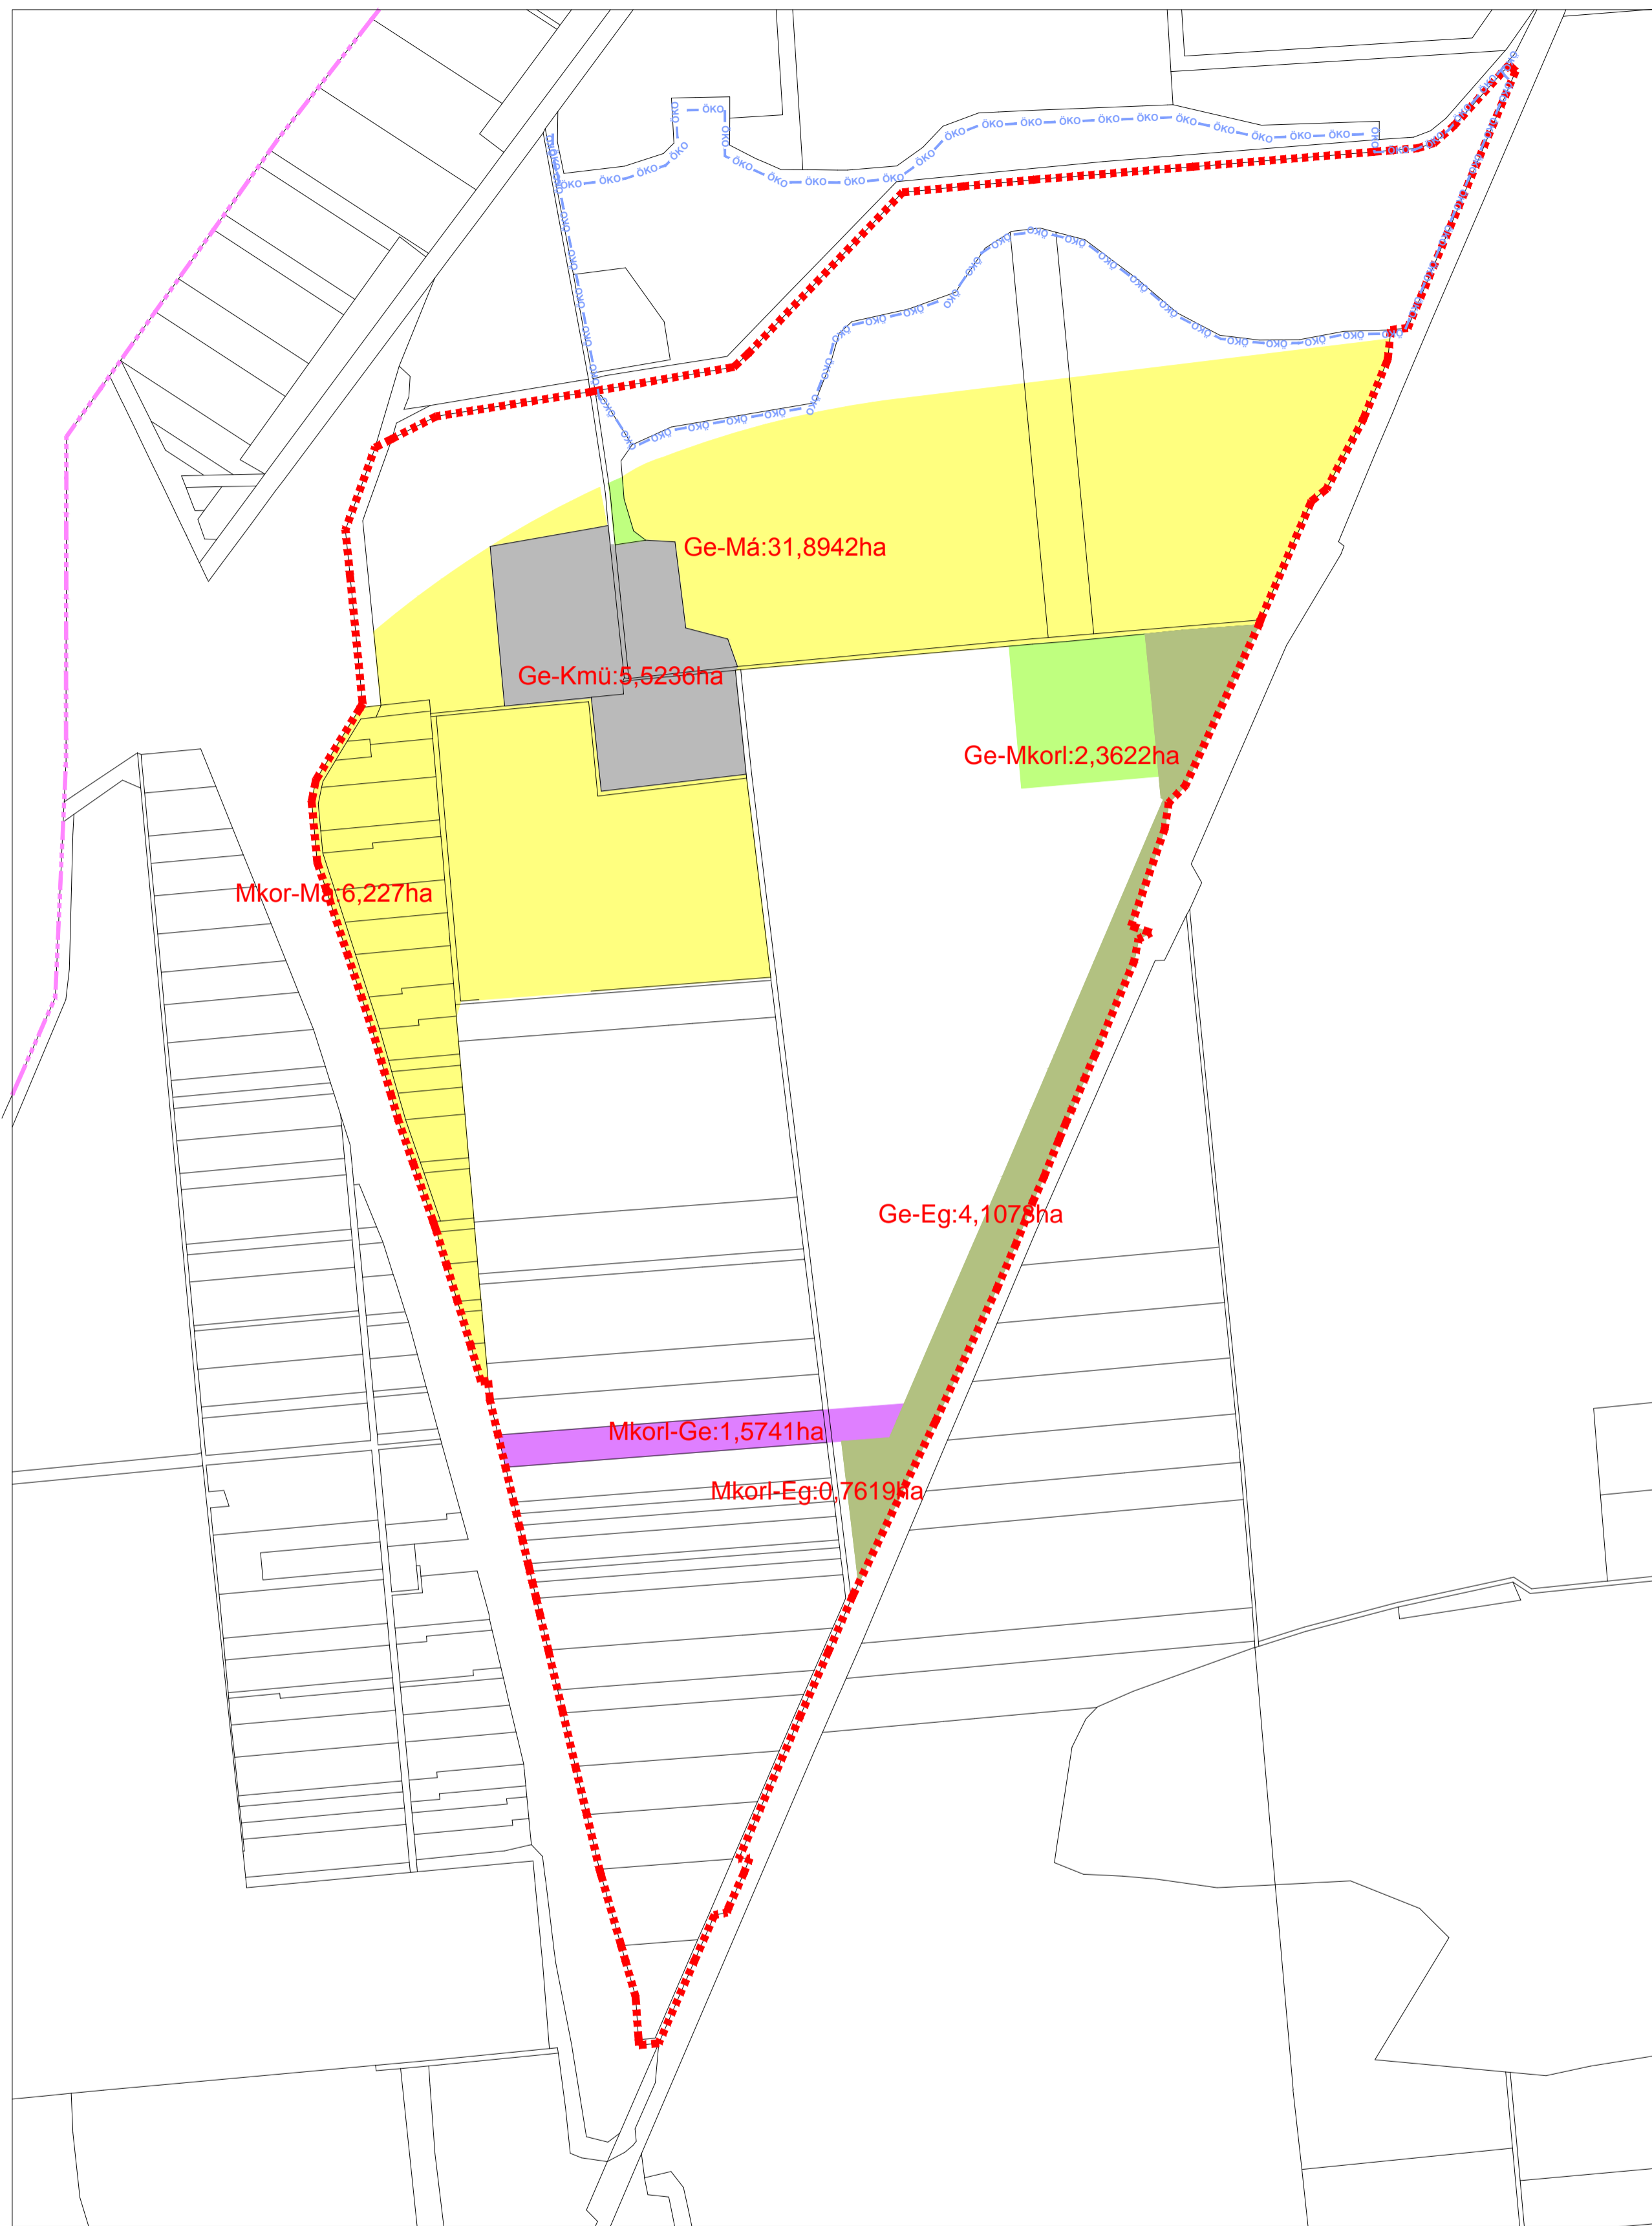 Ge-Má:31,8942ha
Ge-Kmü:5,5236ha
Ge-Mkorl:2,3622ha
Mkor-Má:6,227ha
Ge-Eg:4,1078ha
Mkorl-Ge:1,5741ha
Mkorl-Eg:0,7619ha
ÖKO